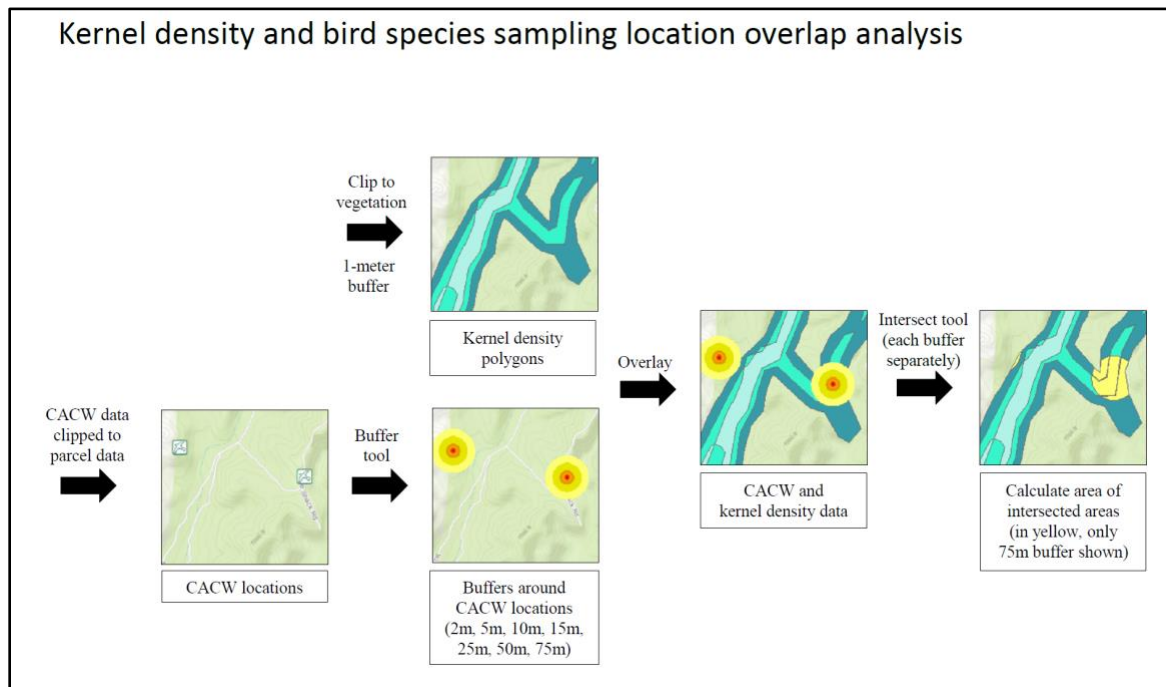 Kernel density and bird species sampling location overlap analysis
Clip to
vegetation
1-meter
buffer
Kernel density
polygons
CACW data
clipped to
parcel data
CACW locations
Buffer
tool
Buffers around
CACW locations
(2m, 5m, 10m, 15m,
25m, 50m, 75m)
Overlay
CACW and
kernel density data
Intersect tool
(each buffer
separately)
Calculate area of
intersected areas
(in yellow, only
75m buffer shown)